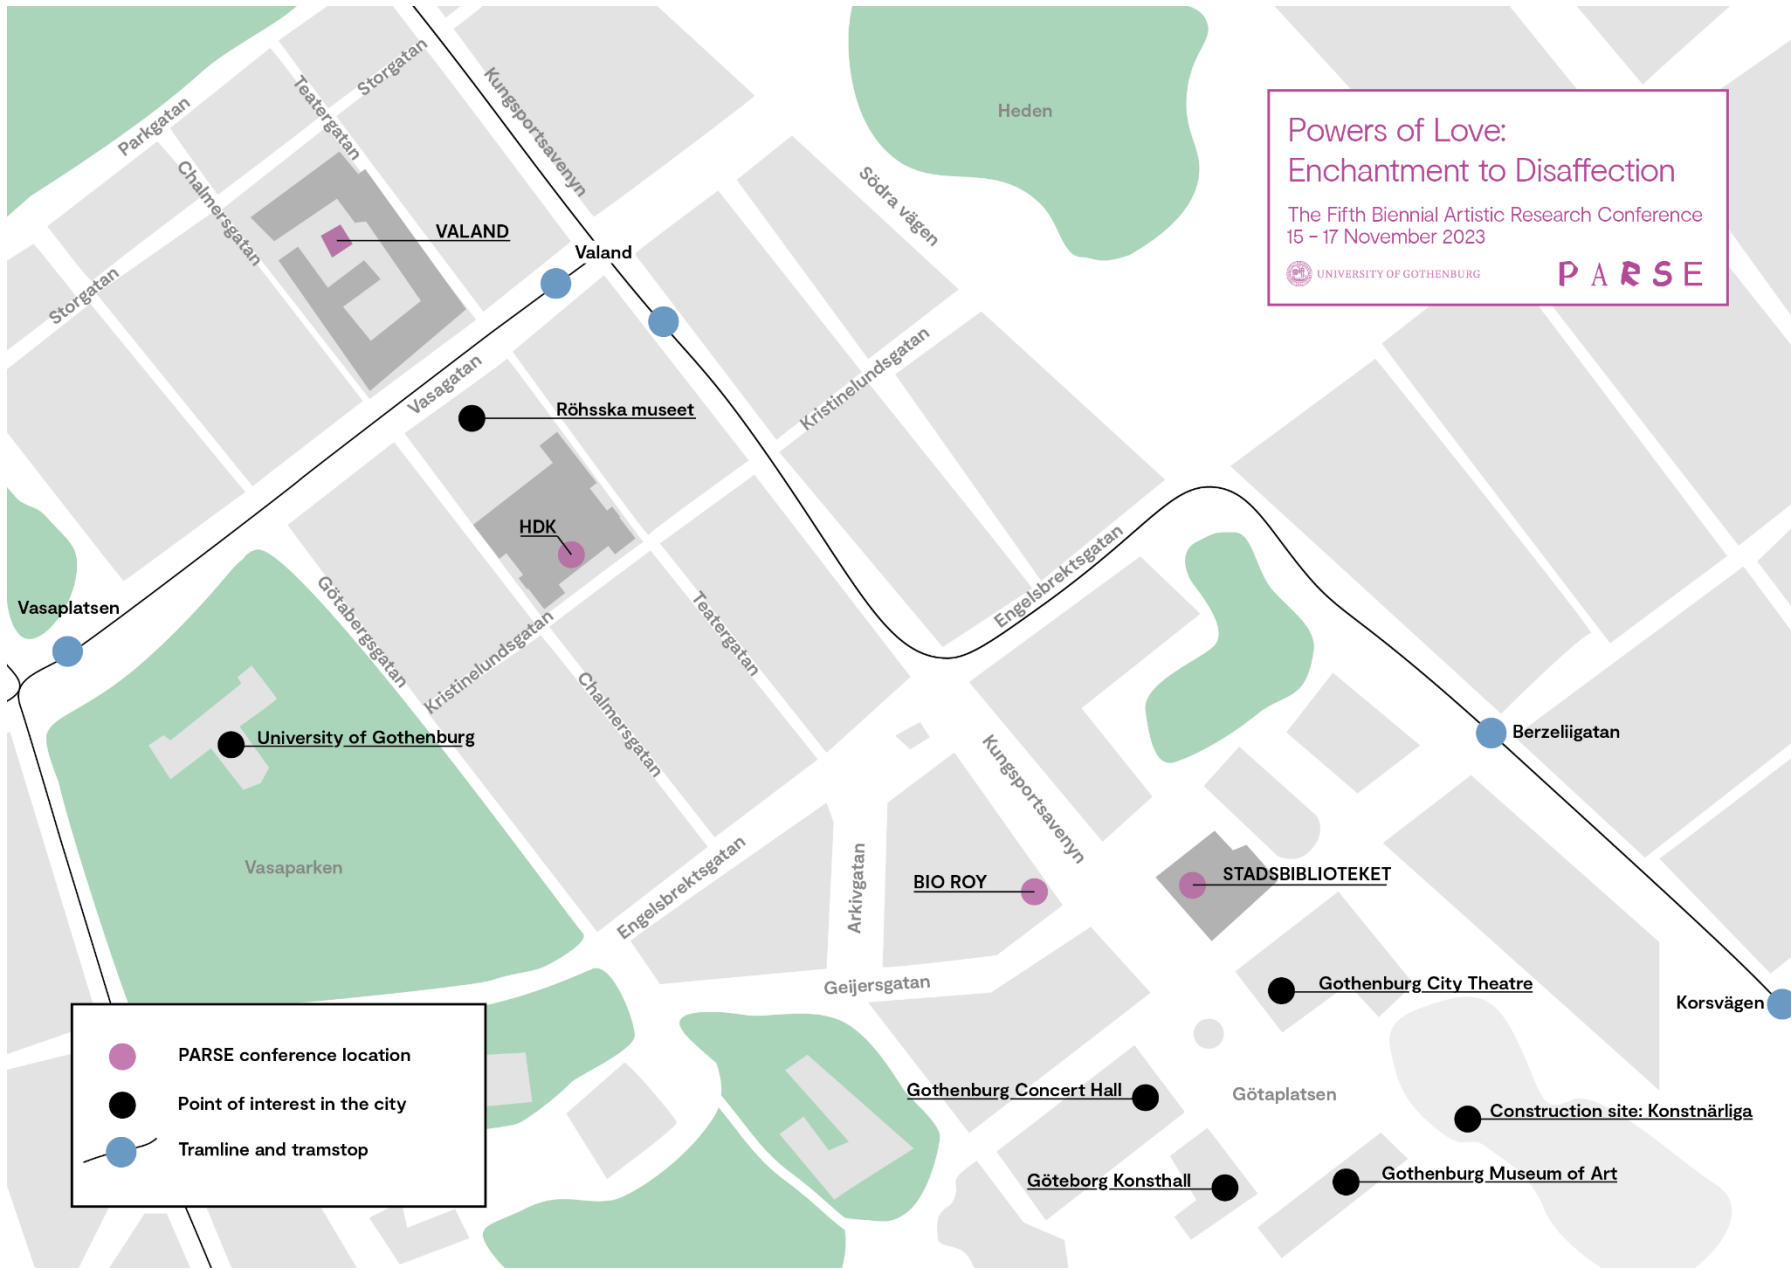 Powers of Love:
Enchantment to Disaffection
The Fifth Biennial Artistic Research Conference
15 – 17 November 2023
UNIVERSITY OF GOTHENBURG
PARSE
Parkgatan
Storgatan
Teatergatan
Kungsportsavenyn
Heden
Chalmersgatan
Södra vägen
VALAND
Valand
Storgatan
Vasagatan
Kristinelundsgatan
Röhsska museet
HDK
Engelsbrektsgatan
Vasaplatsen
Götabergsgatan
Kristinelundsgatan
Teatergatan
Chalmersgatan
University of Gothenburg
Kungsportsavenyn
Berzeliigatan
Vasaparken
Engelsbrektsgatan
Arkivgatan
BIO ROY
STADSBIBLIOTEKET
Geijersgatan
Gothenburg City Theatre
Korsvägen
Gothenburg Concert Hall
Götaplatsen
Construction site: Konstnärliga
Göteborg Konsthall
Gothenburg Museum of Art
PARSE conference location
Point of interest in the city
Tramline and tramstop